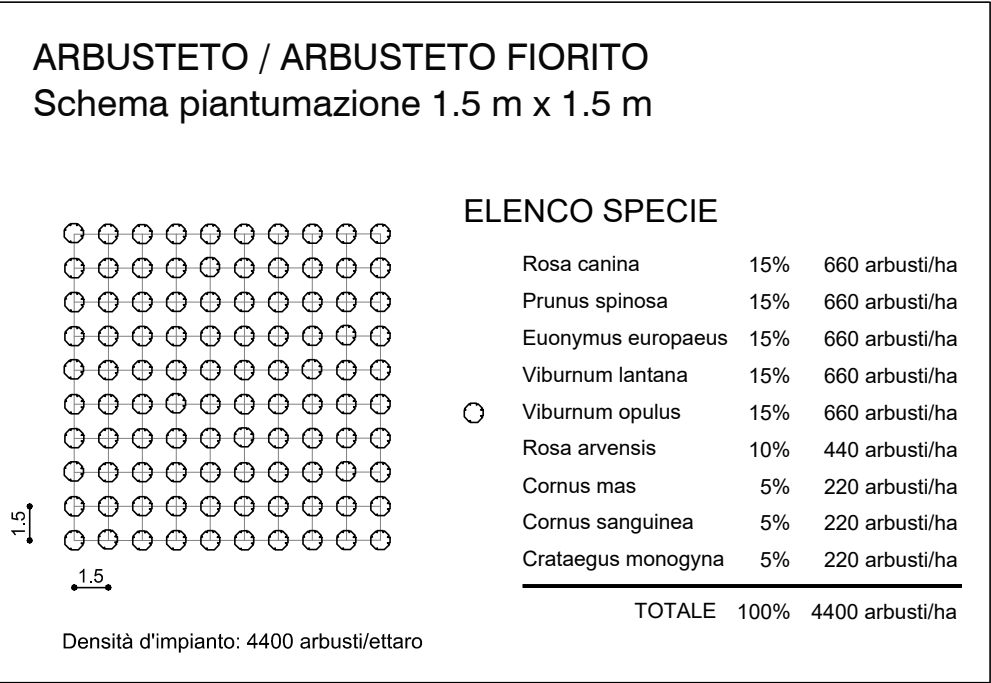 ARBUSTETO / ARBUSTETO FIORITO
Schema piantumazione 1.5 m x 1.5 m
1.5
1.5
Densità d'impianto: 4400 arbusti/ettaro
ELENCO SPECIE
Rosa canina 15% 660 arbusti/ha
Prunus spinosa 15% 660 arbusti/ha
Euonymus europaeus 15% 660 arbusti/ha
Viburnum lantana 15% 660 arbusti/ha
Viburnum opulus 15% 660 arbusti/ha
Rosa arvensis 10% 440 arbusti/ha
Cornus mas 5% 220 arbusti/ha
Cornus sanguinea 5% 220 arbusti/ha
Crataegus monogyna 5% 220 arbusti/ha
TOTALE 100% 4400 arbusti/ha